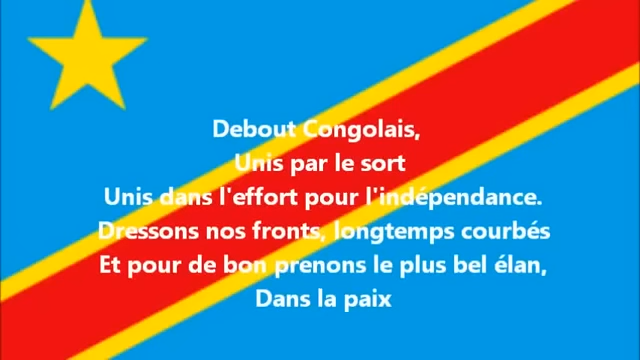 Debout Congolais,
Unis par le sort
Unis dans l'effort pour l'indépendance.
Dressons nos fronts, longtemps courbés
Et pour de bon prenons le plus bel élan,
Dans la paix